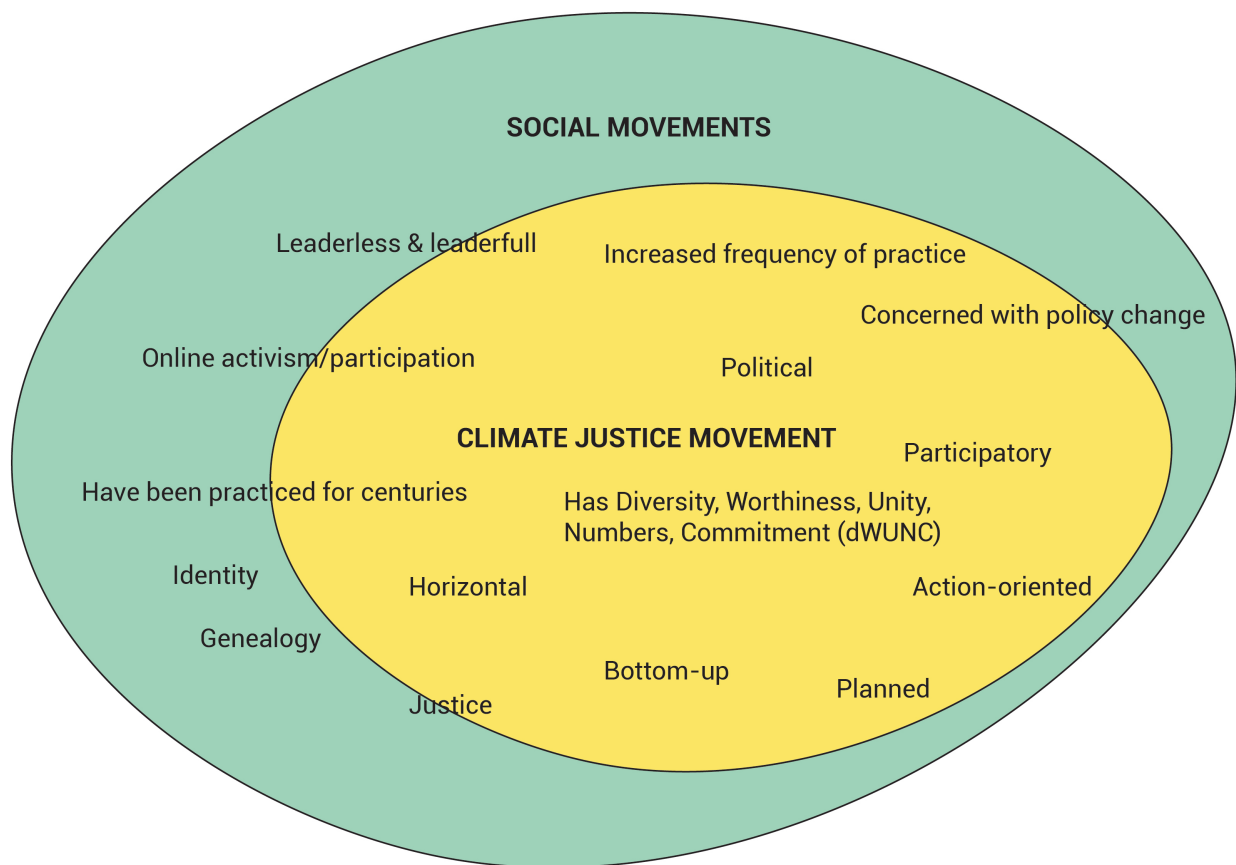 SOCIAL MOVEMENTS
Leaderless & leaderfull
Increased frequency of practice
Concerned with policy change
Online activism/participation
Political
CLIMATE JUSTICE MOVEMENT
Participatory
Have been practiced for centuries
Has Diversity, Worthiness, Unity,
Numbers, Commitment (dWUNC)
Identity
Horizontal
Action-oriented
Genealogy
Bottom-up
Planned
Justice